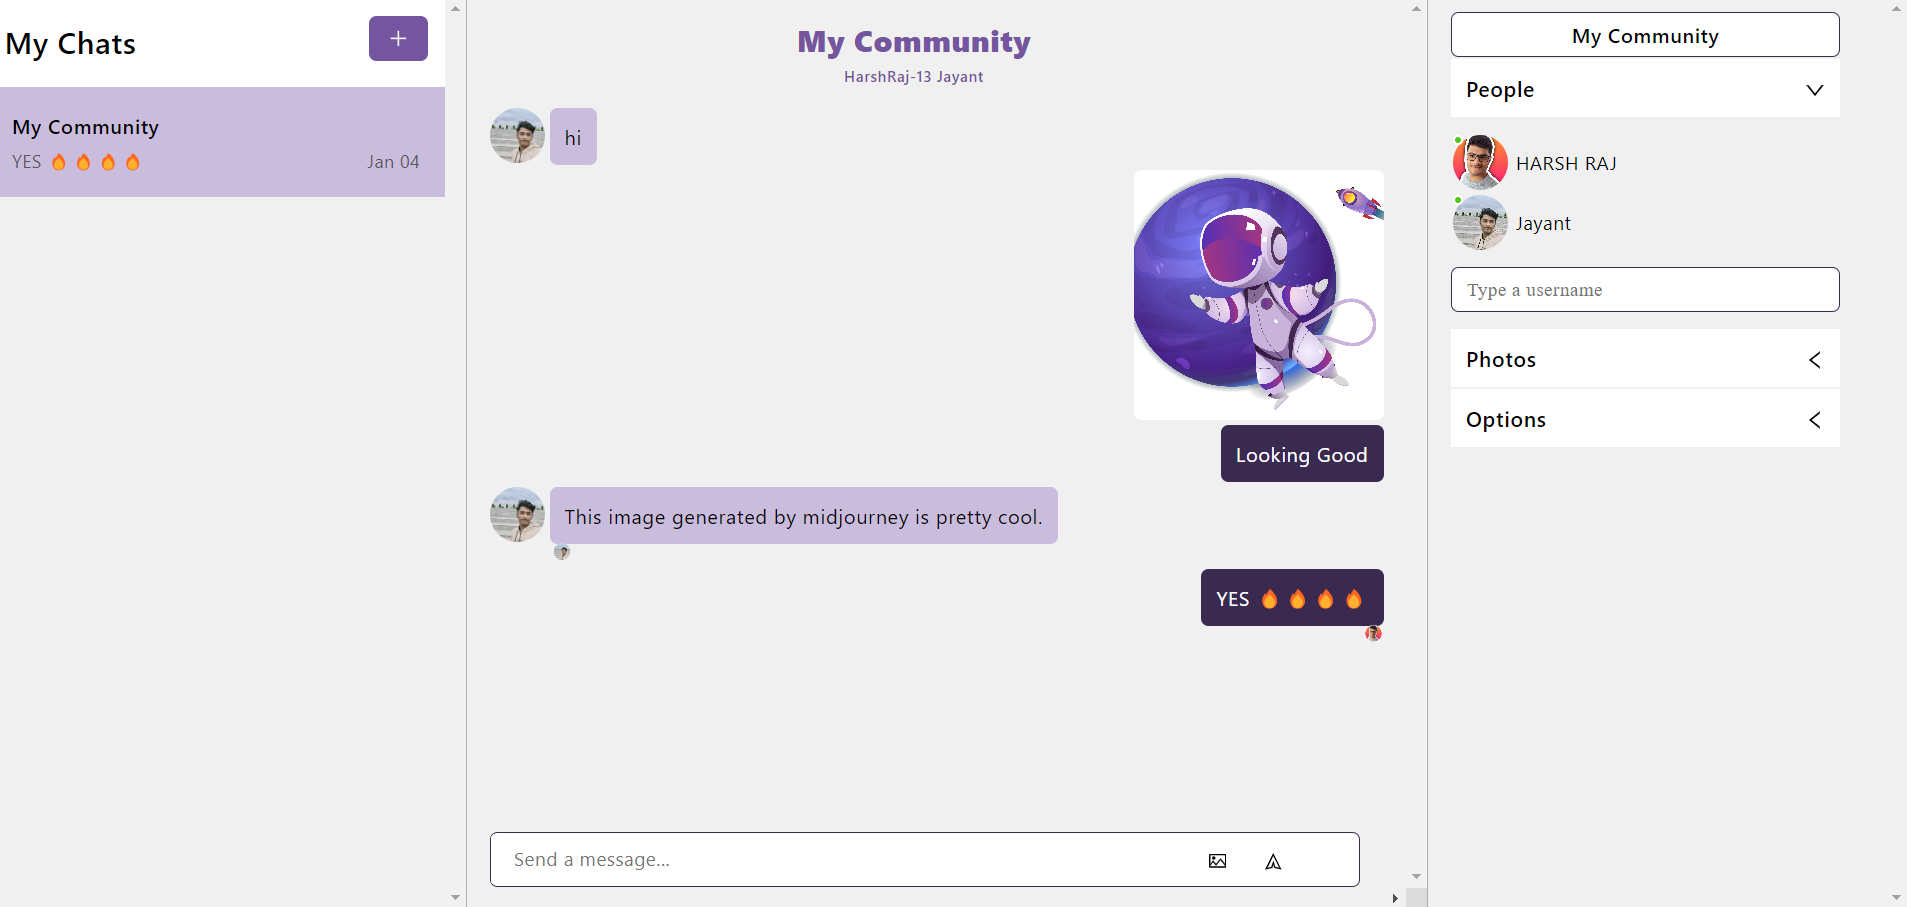 My Chats
My Community
YES 🔥 🔥 🔥 🔥
Jan 04
My Community
HarshRaj-13 Jayant
hi
Looking Good
This image generated by midjourney is pretty cool.
YES 🔥 🔥 🔥 🔥
Send a message...
My Community
People
HARSH RAJ
Jayant
Type a username
Photos
Options